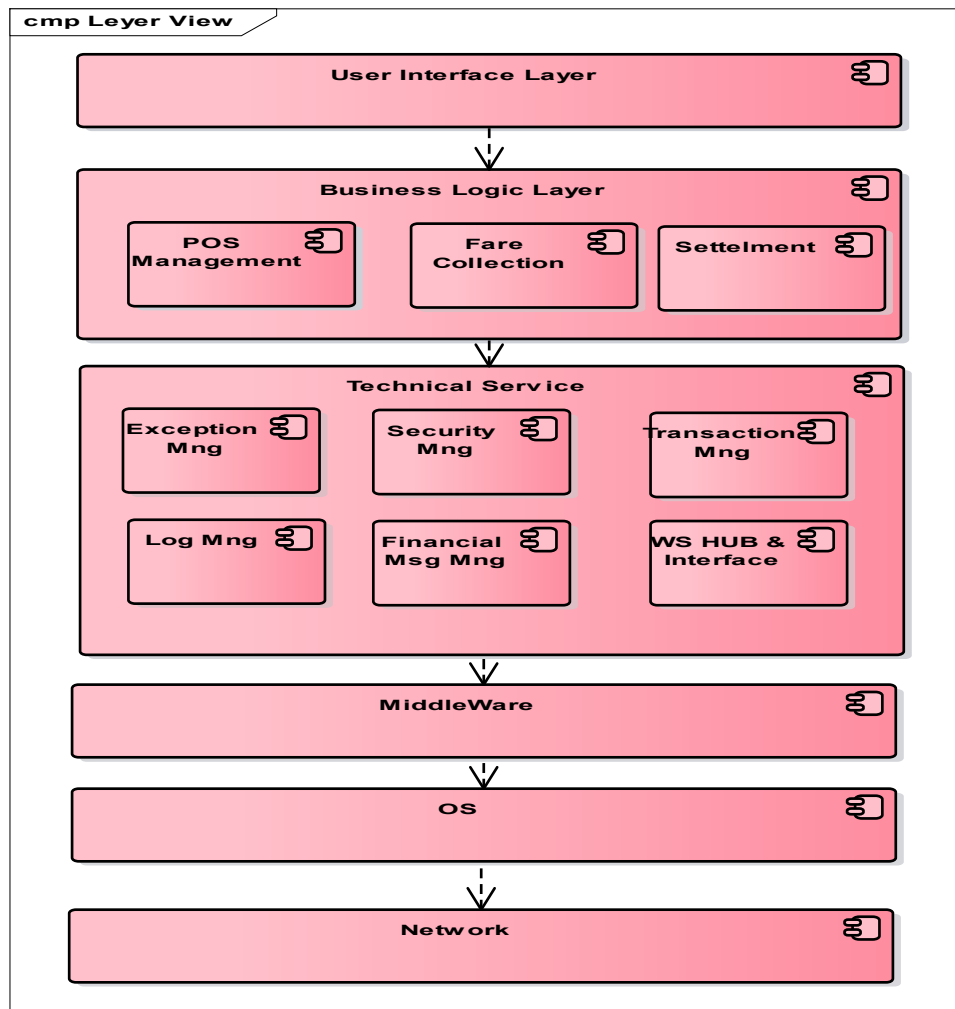 cmp Leyer View
User Interface Layer
Business Logic Layer
POS
Management
Fare
Collection
Settelment
Technical Service
Exception
Mng
Security
Mng
Transaction
Mng
Log Mng
Financial
Msg Mng
WS HUB &
Interface
MiddleWare
OS
Network